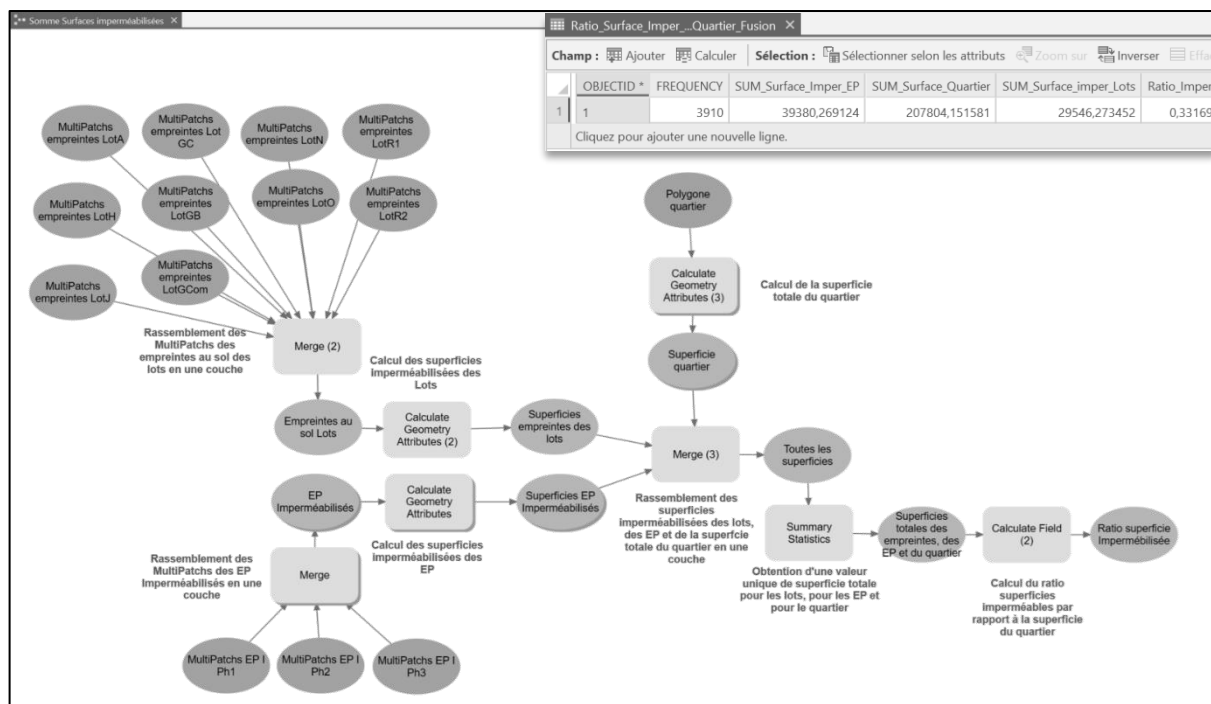 Somme Surfaces imperméabilisées
Ratio_Surface_Imper_...Quartier_Fusion
Champ : Ajouter Calculer Sélection : Sélectionner selon les attributs Zoom sur Inverser Effa
OBJECTID * FREQUENCY SUM_Surface_Imper_EP SUM_Surface_Quartier SUM_Surface_imper_Lots Ratio_Imper
1 1 3910 39380,269124 207804,151581 29546,273452 0,33169
Cliquez pour ajouter une nouvelle ligne.
MultiPatchs
empreintes LotA
MultiPatchs
empreintes Lot
GC
MultiPatchs
empreintes LotN
MultiPatchs
empreintes
LotR1
MultiPatchs
empreintes LotH
MultiPatchs
empreintes
LotGB
MultiPatchs
empreintes LotO
MultiPatchs
empreintes
LotR2
MultiPatchs
empreintes LotJ
MultiPatchs
empreintes
LotGCom
Rassemblement des
MultiPatchs des
empreintes au sol des
lots en une couche
Merge (2)
Calcul des superficies
imperméabilisées des
Lots
Polygone
quartier
Calculate
Geometry
Attributes (3)
Calcul de la superficie
totale du quartier
Superficie
quartier
Empreintes au
sol Lots
Calculate
Geometry
Attributes (2)
Superficies
empreintes des
lots
Merge (3)
Toutes les
superficies
EP
Imperméabilisés
Calculate
Geometry
Attributes
Superficies EP
Imperméabilisés
Calcul des superficies
imperméabilisées des
EP
Rassemblement des
superficies
imperméabilisées des lots,
des EP et de la superfcie
totale du quartier en une
couche
Summary
Statistics
Obtention d'une valeur
unique de superficie totale
pour les lots, pour les EP et
pour le quartier
Superficies
totales des
empreintes, des
EP et du quartier
Calculate Field
(2)
Calcul du ratio
superficies
imperméables par
rapport à la superficie
du quartier
Ratio superficie
Impermébilisée
Rassemblement des
MultiPatchs des EP
Imperméabilisés en une
couche
Merge
MultiPatchs EP I
Ph1
MultiPatchs EP I
Ph2
MultiPatchs EP I
Ph3